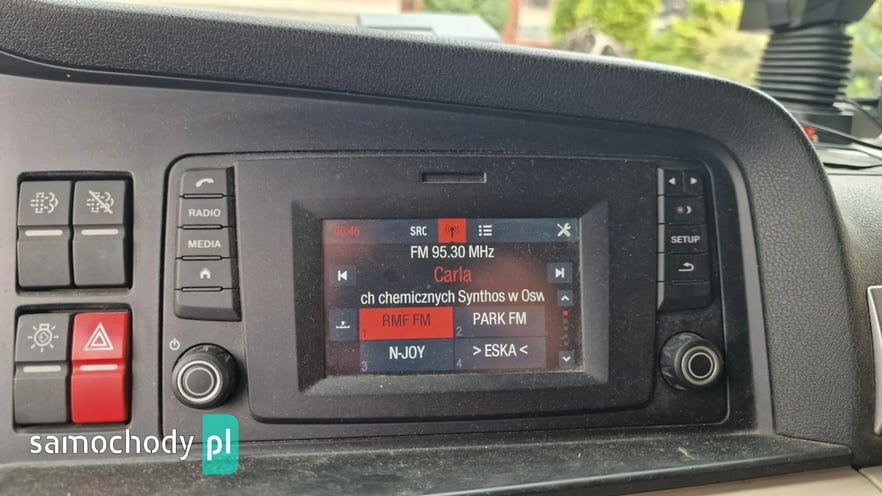 RADIO
MEDIA
SETUP
06:45 SRC
FM 95.30 MHz
Carla
ch chemicznych Synthos w Osw
1 RMF FM
2 PARK FM
3 N-JOY
4 > ESKA <
samochody pl